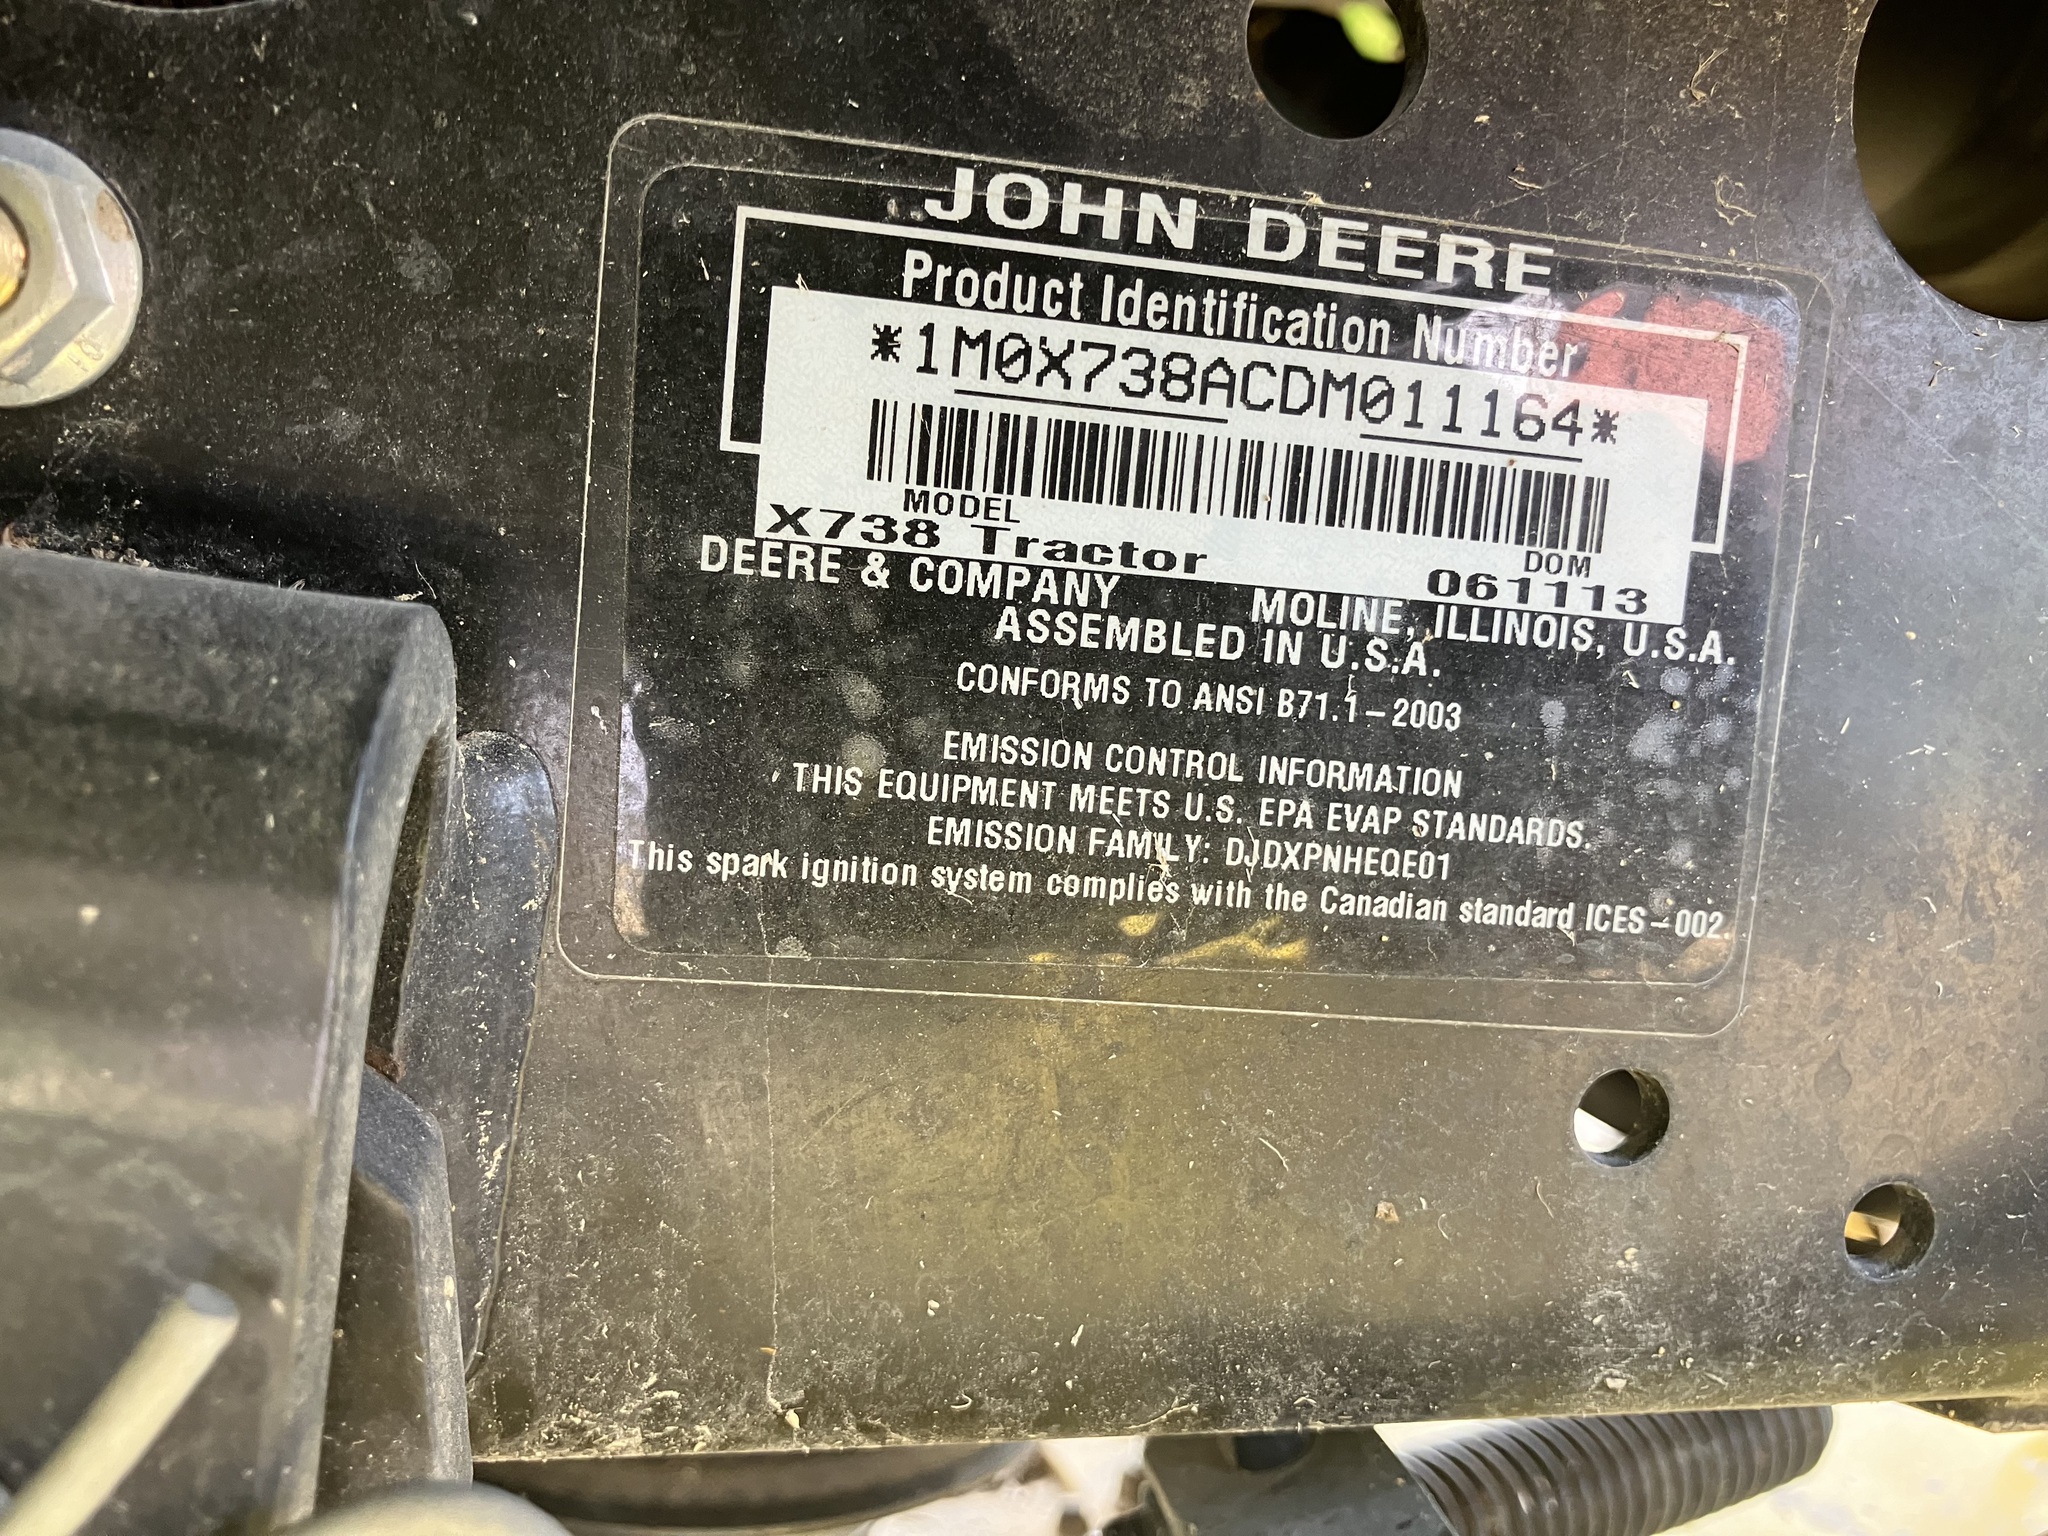 JOHN DEERE
Product Identification Number
*1M0X738ACDM011164*
MODEL
DOM
X738 Tractor 061113
DEERE & COMPANY MOLINE, ILLINOIS, U.S.A.
ASSEMBLED IN U.S.A.
CONFORMS TO ANSI B71.1-2003
EMISSION CONTROL INFORMATION
THIS EQUIPMENT MEETS U.S. EPA EVAP STANDARDS.
EMISSION FAMILY: DJDXPNHEQE01
This spark ignition system complies with the Canadian standard ICES-002.